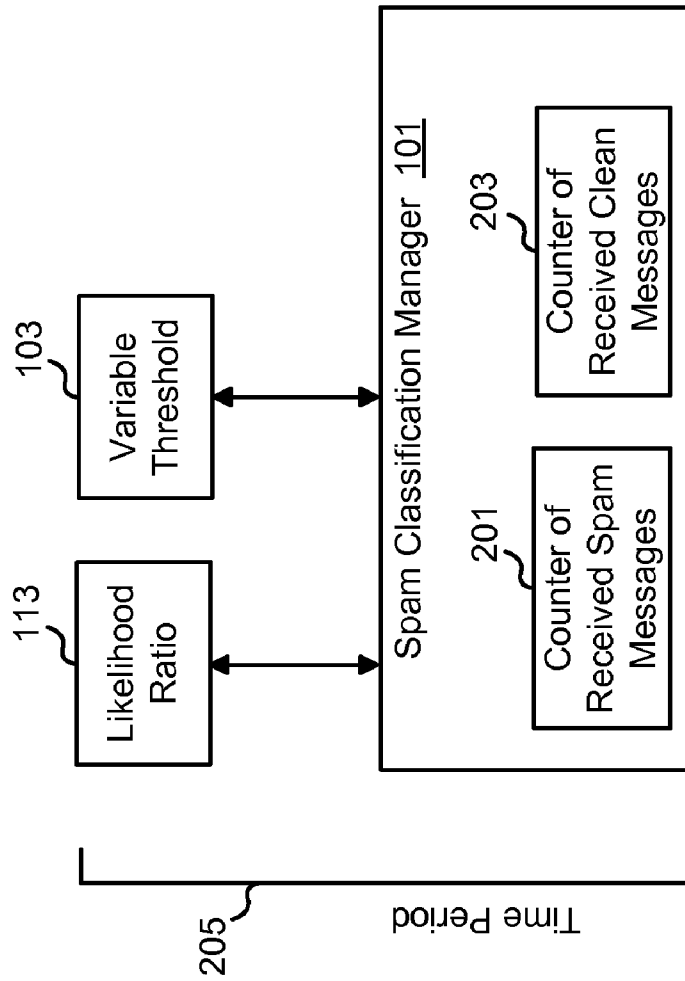 113
Likelihood
Ratio
103
Variable
Threshold
Spam Classification Manager 101
201
Counter of
Received Spam
Messages
203
Counter of
Received Clean
Messages
205
Time Period